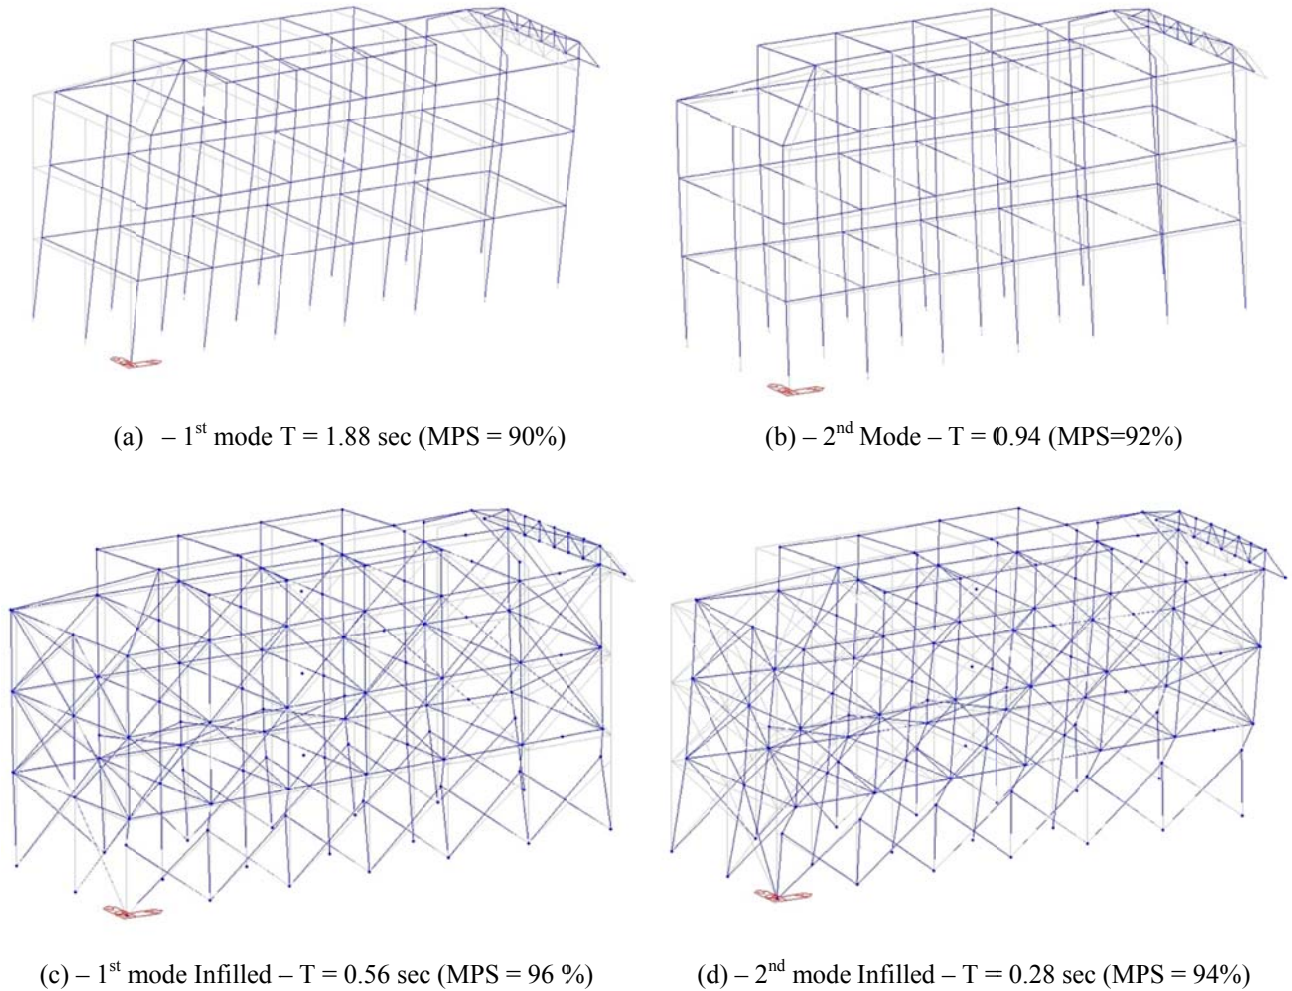 (a) – 1st mode T = 1.88 sec (MPS = 90%)
(b) – 2nd Mode – T = 0.94 (MPS=92%)
(c) – 1st mode Infilled – T = 0.56 sec (MPS = 96 %)
(d) – 2nd mode Infilled – T = 0.28 sec (MPS = 94%)